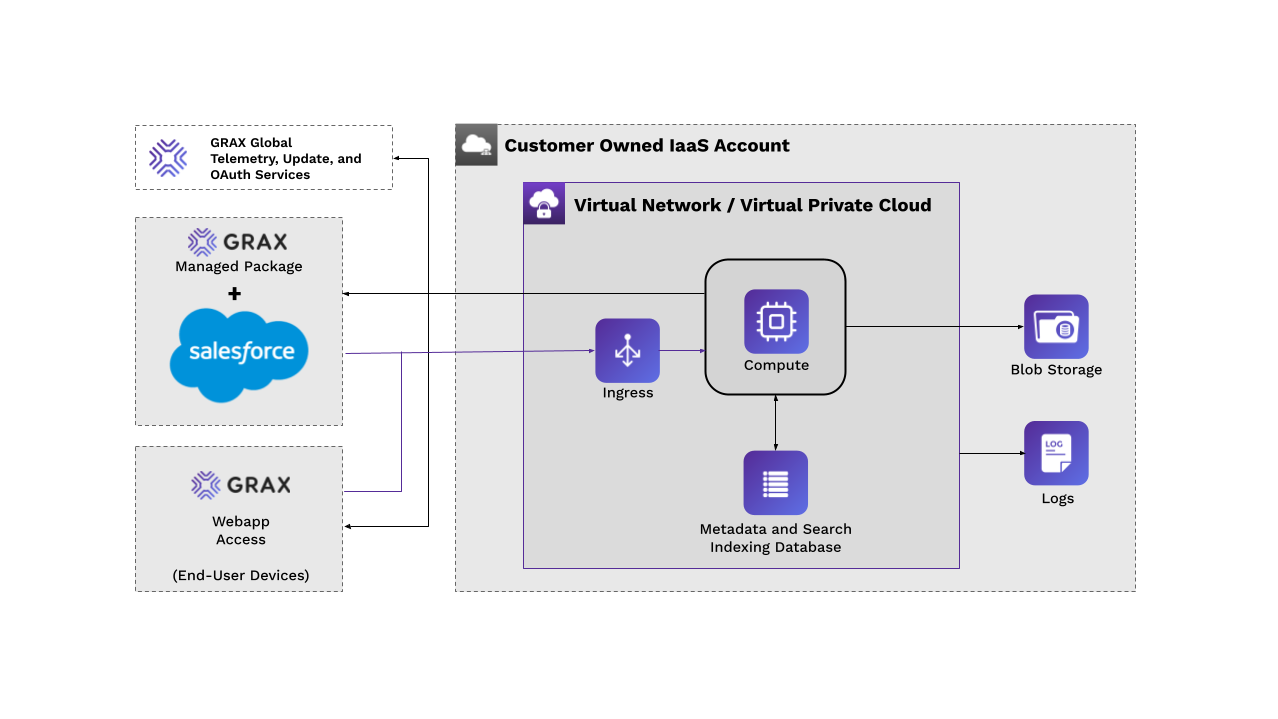 GRAX Global
Telemetry, Update, and
OAuth Services
GRAX
Managed Package
+
salesforce
GRAX
Webapp
Access
(End-User Devices)
Customer Owned IaaS Account
Virtual Network / Virtual Private Cloud
Ingress
Compute
Metadata and Search
Indexing Database
Blob Storage
LOG
Logs